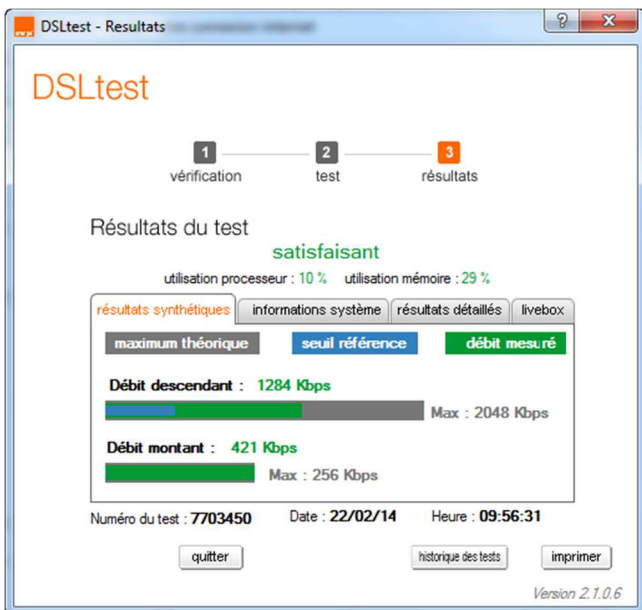 DSLtest - Résultats
DSLtest
1 2 3
vérification test résultats
Résultats du test
satisfaisant
utilisation processeur : 10 % utilisation mémoire : 29 %
résultats synthétiques informations système résultats détaillés livebox
maximum théorique seuil référence débit mesuré
Débit descendant : 1284 Kbps
Max : 2048 Kbps
Débit montant : 421 Kbps
Max : 256 Kbps
Numéro du test : 7703450 Date : 22/02/14 Heure : 09:56:31
quitter historique des tests imprimer
Version 2.1.0.6